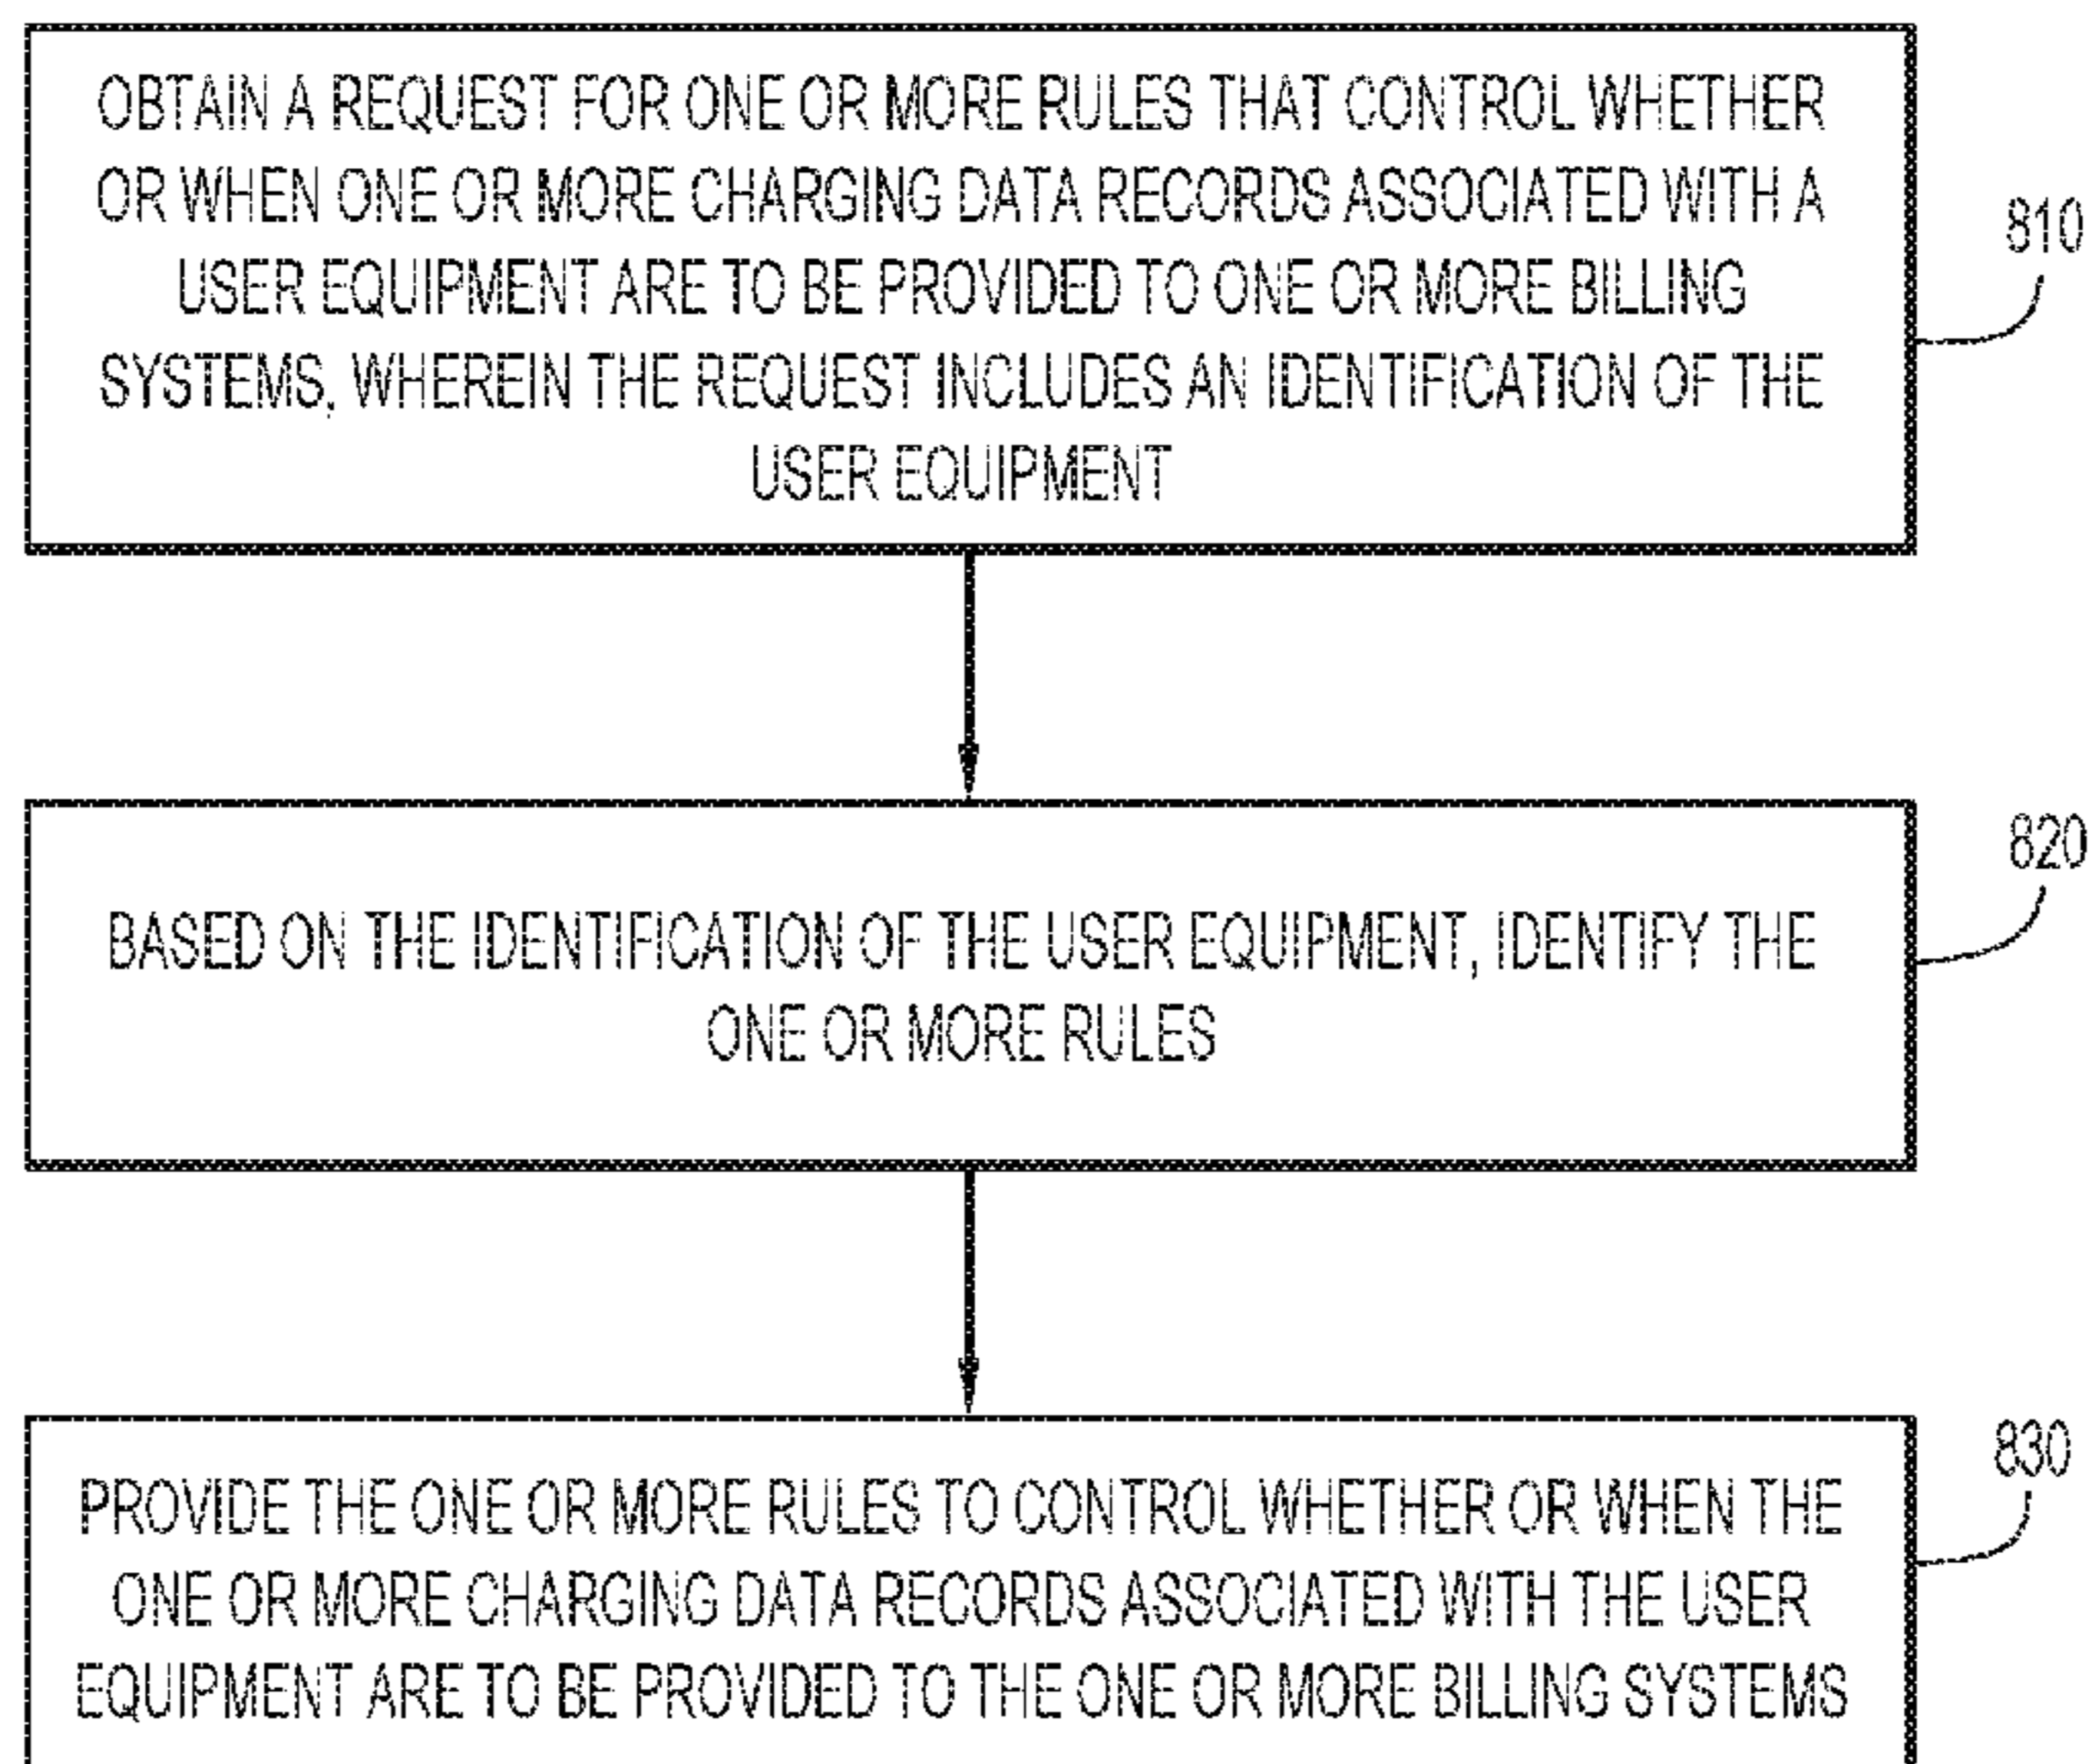 OBTAIN A REQUEST FOR ONE OR MORE RULES THAT CONTROL WHETHER
OR WHEN ONE OR MORE CHARGING DATA RECORDS ASSOCIATED WITH A
USER EQUIPMENT ARE TO BE PROVIDED TO ONE OR MORE BILLING
SYSTEMS, WHEREIN THE REQUEST INCLUDES AN IDENTIFICATION OF THE
USER EQUIPMENT
810
BASED ON THE IDENTIFICATION OF THE USER EQUIPMENT, IDENTIFY THE
ONE OR MORE RULES
820
PROVIDE THE ONE OR MORE RULES TO CONTROL WHETHER OR WHEN THE
ONE OR MORE CHARGING DATA RECORDS ASSOCIATED WITH THE USER
EQUIPMENT ARE TO BE PROVIDED TO THE ONE OR MORE BILLING SYSTEMS
830